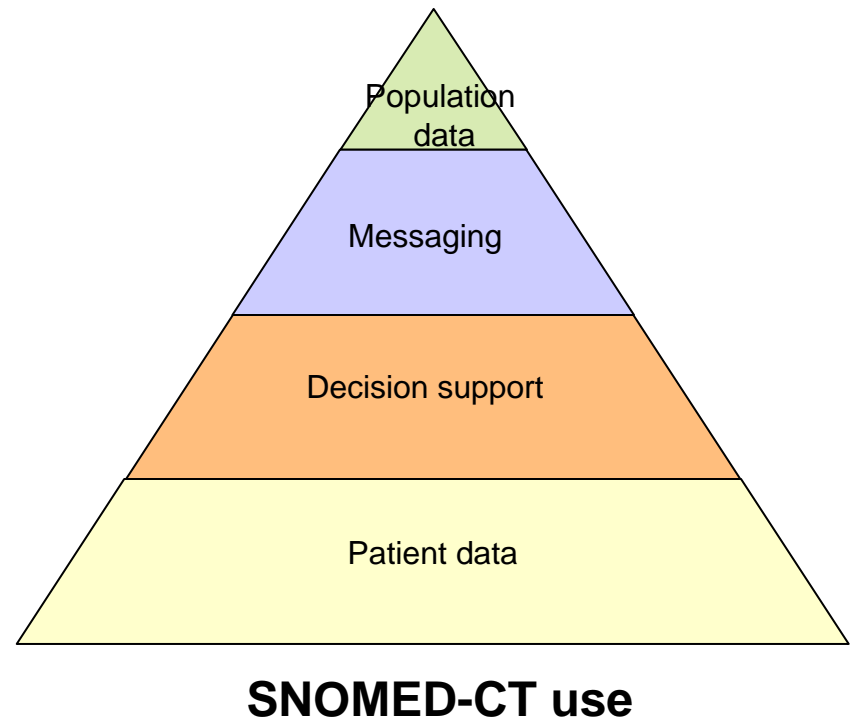 Population
data
Messaging
Decision support
Patient data
SNOMED-CT use